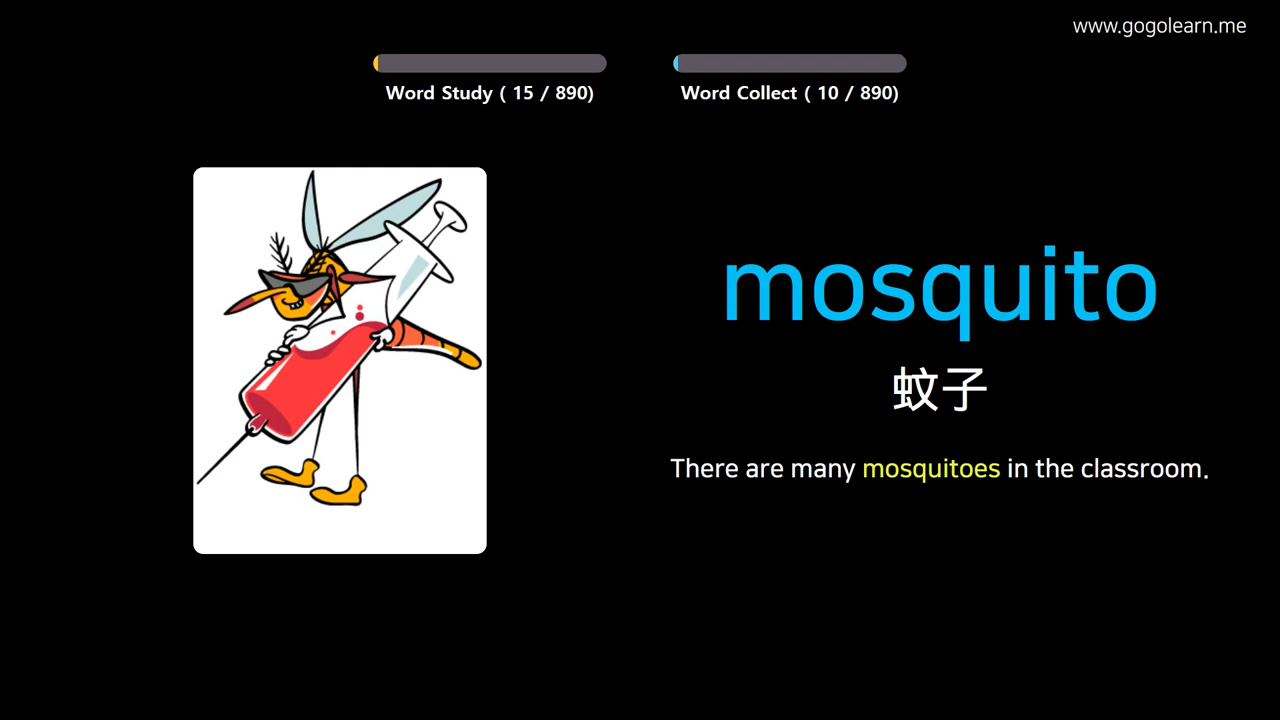 www.gogolearn.me
Word Study ( 15 / 890)
Word Collect ( 10 / 890)
mosquito
蚊子
There are many mosquitoes in the classroom.